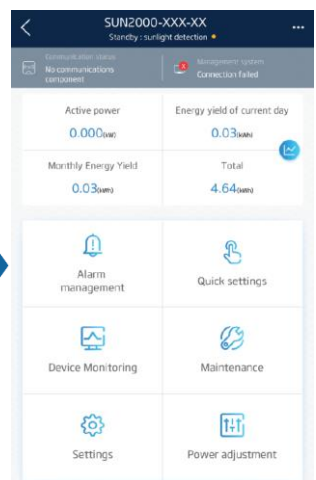 SUN2000-XXX-XX
Standby : sunlight detection
Communication status
No communications
component
Management system
Connection failed
Active power
0.000(kW)
Energy yield of current day
0.03(kWh)
Monthly Energy Yield
0.03(kWh)
Total
4.64(kWh)
Alarm
management
Quick settings
Device Monitoring
Maintenance
Settings
Power adjustment